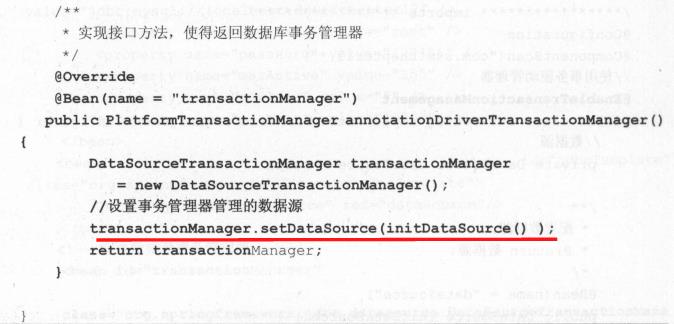 /**
 * 实现接口方法，使得返回数据库事务管理器
 */
@Override
@Bean(name = "transactionManager")
public PlatformTransactionManager annotationDrivenTransactionManager()
{
DataSourceTransactionManager transactionManager
= new DataSourceTransactionManager();
//设置事务管理器管理的数据源
transactionManager.setDataSource(initDataSource() );
return transactionManager;
}
}